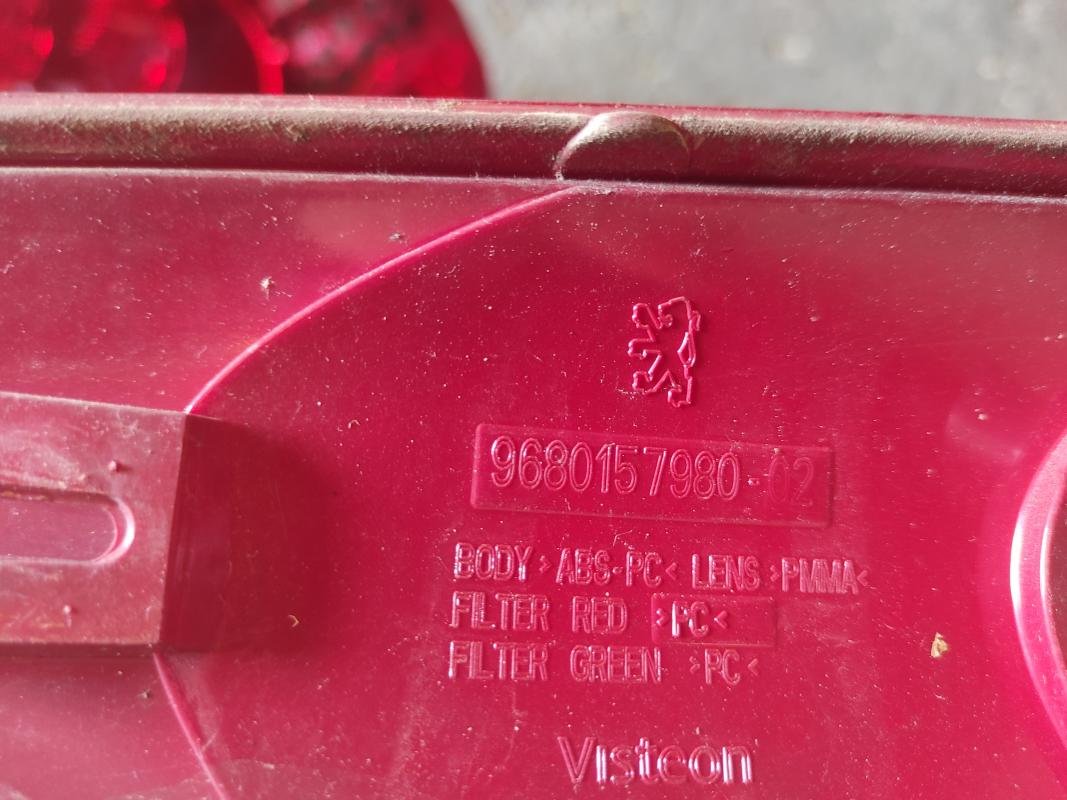 9680157980-02
BODY >ABS-PC< LENS >PMMA<
FILTER RED >PC<
FILTER GREEN >PC<
Visteon